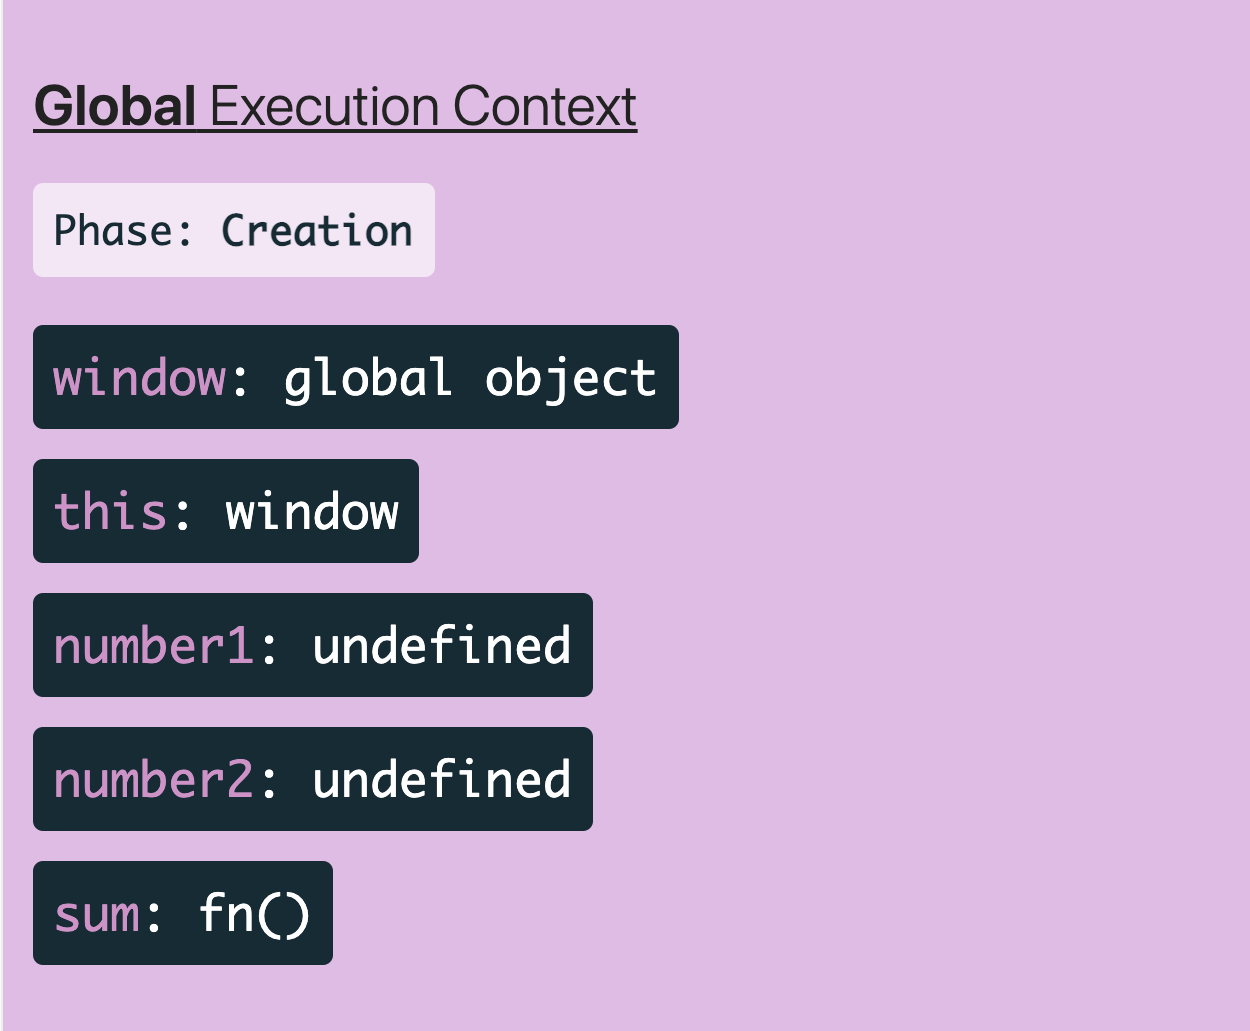 Global Execution Context
Phase: Creation
window: global object
this: window
number1: undefined
number2: undefined
sum: fn()